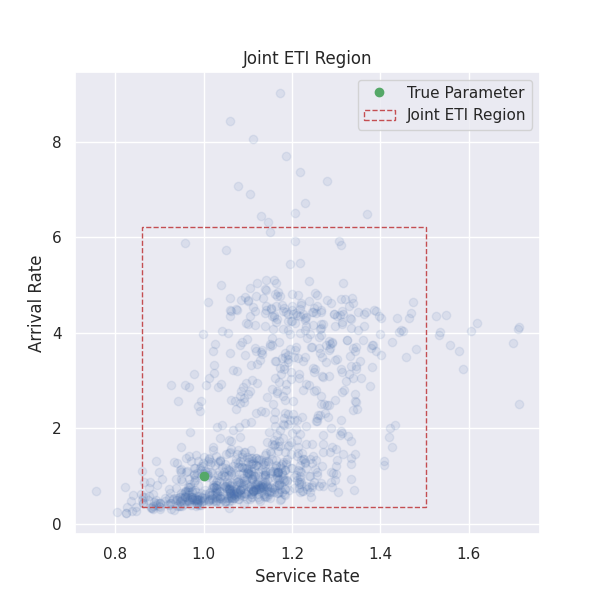 Joint ETI Region
True Parameter
Joint ETI Region
8
6
4
2
0
Arrival Rate
0.8 1.0 1.2 1.4 1.6
Service Rate